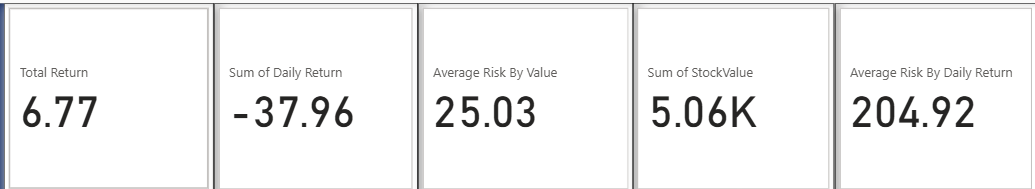 Total Return
6.77
Sum of Daily Return
-37.96
Average Risk By Value
25.03
Sum of StockValue
5.06K
Average Risk By Daily Return
204.92